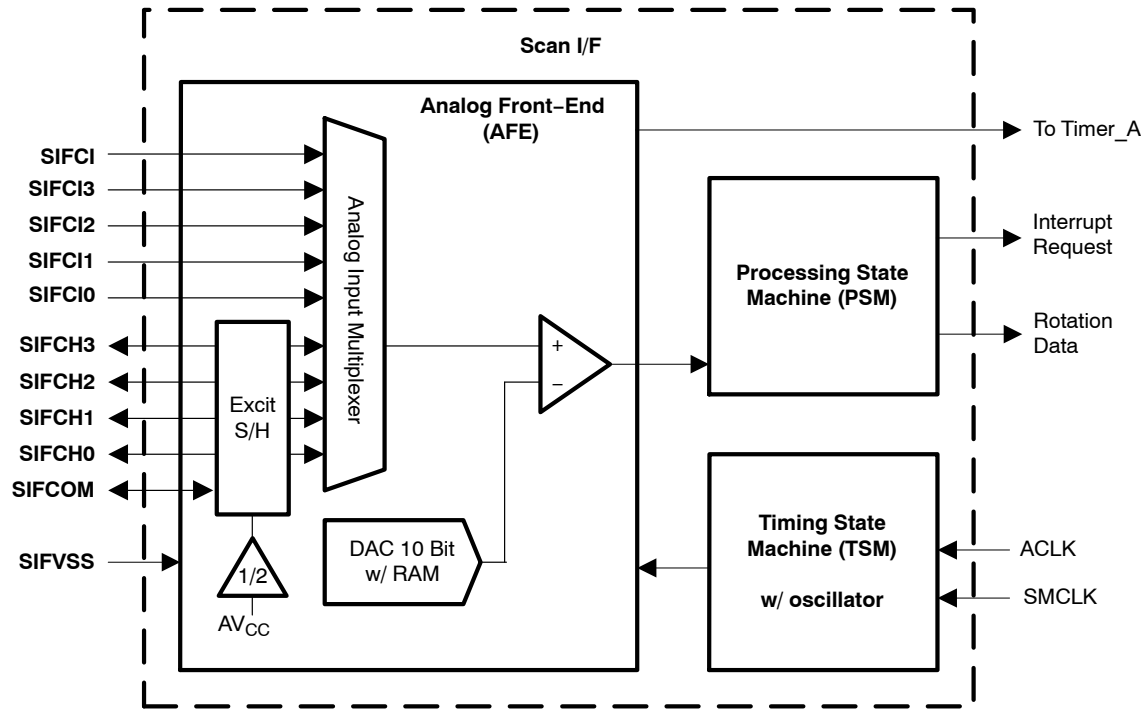 Scan I/F
Analog Front−End
(AFE)
To Timer_A
SIFCI
SIFCI3
SIFCI2
SIFCI1
SIFCI0
SIFCH3
SIFCH2
SIFCH1
SIFCH0
SIFCOM
SIFVSS
Analog Input Multiplexer
Excit
S/H
1/2
AVCC
DAC 10 Bit
w/ RAM
+
−
Processing State
Machine (PSM)
Interrupt
Request
Rotation
Data
Timing State
Machine (TSM)
w/ oscillator
ACLK
SMCLK